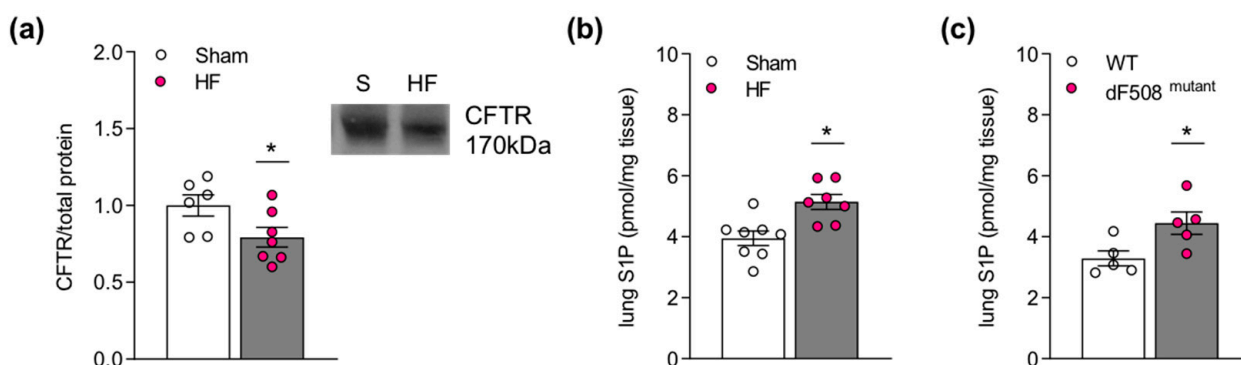 (a)
CFTR/total protein
2.0
1.5
1.0
0.5
0.0
Sham
HF
*
S HF
CFTR
170kDa
(b)
lung S1P (pmol/mg tissue)
10
8
6
4
2
0
Sham
HF
*
(c)
lung S1P (pmol/mg tissue)
10
8
6
4
2
0
WT
dF508 mutant
*